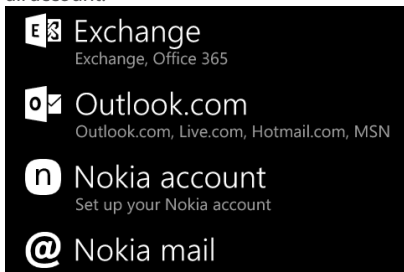 Exchange
Exchange, Office 365
Outlook.com
Outlook.com, Live.com, Hotmail.com, MSN
Nokia account
Set up your Nokia account
Nokia mail